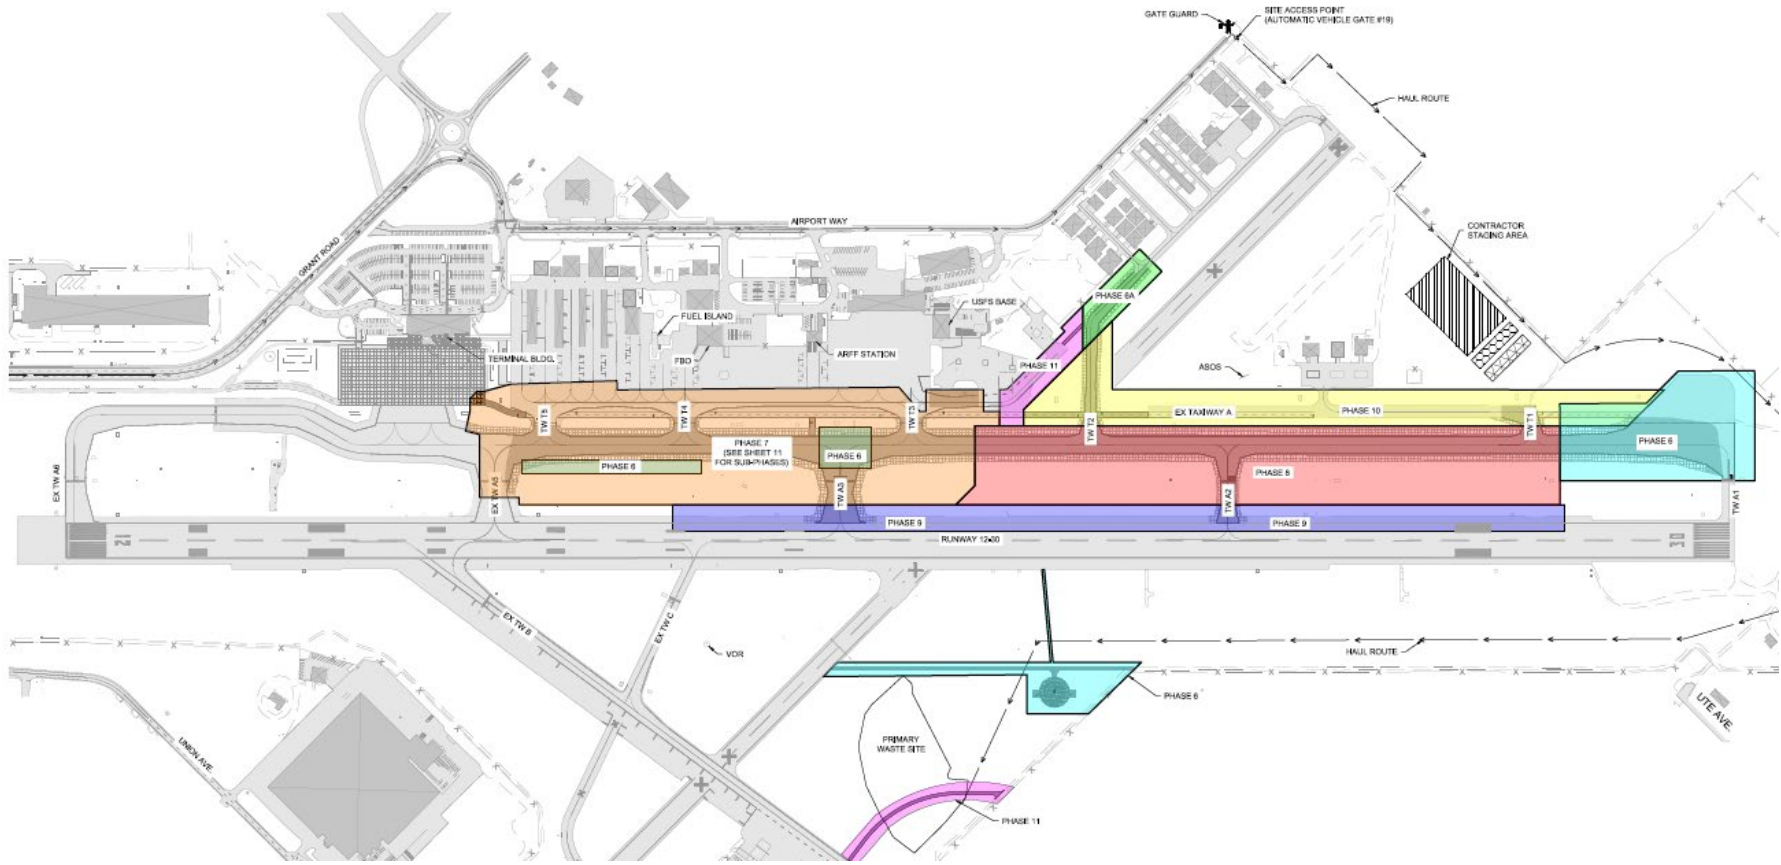 GATE GUARD
SITE ACCESS POINT
(AUTOMATIC VEHICLE GATE #19)
HAUL ROUTE
GRANT ROAD
AIRPORT WAY
CONTRACTOR
STAGING AREA
PHASE 6A
USFS BASE
FUEL ISLAND
TERMINAL BLDG.
FBO
ARFF STATION
PHASE 11
ASOS
TW T5
TW T4
TW T3
TW T2
EX TAXIWAY A
PHASE 10
TW T1
PHASE 7
(SEE SHEET 11
FOR SUB-PHASES)
PHASE 6
PHASE 6
PHASE 6
EX TW A6
EX TW A5
TW A3
TW A2
TW A1
PHASE 9
PHASE 9
RUNWAY 12-30
12
EX TW B
EX TW C
VOR
HAUL ROUTE
PHASE 6
UTE AVE.
UNION AVE.
PRIMARY
WASTE SITE
PHASE 11